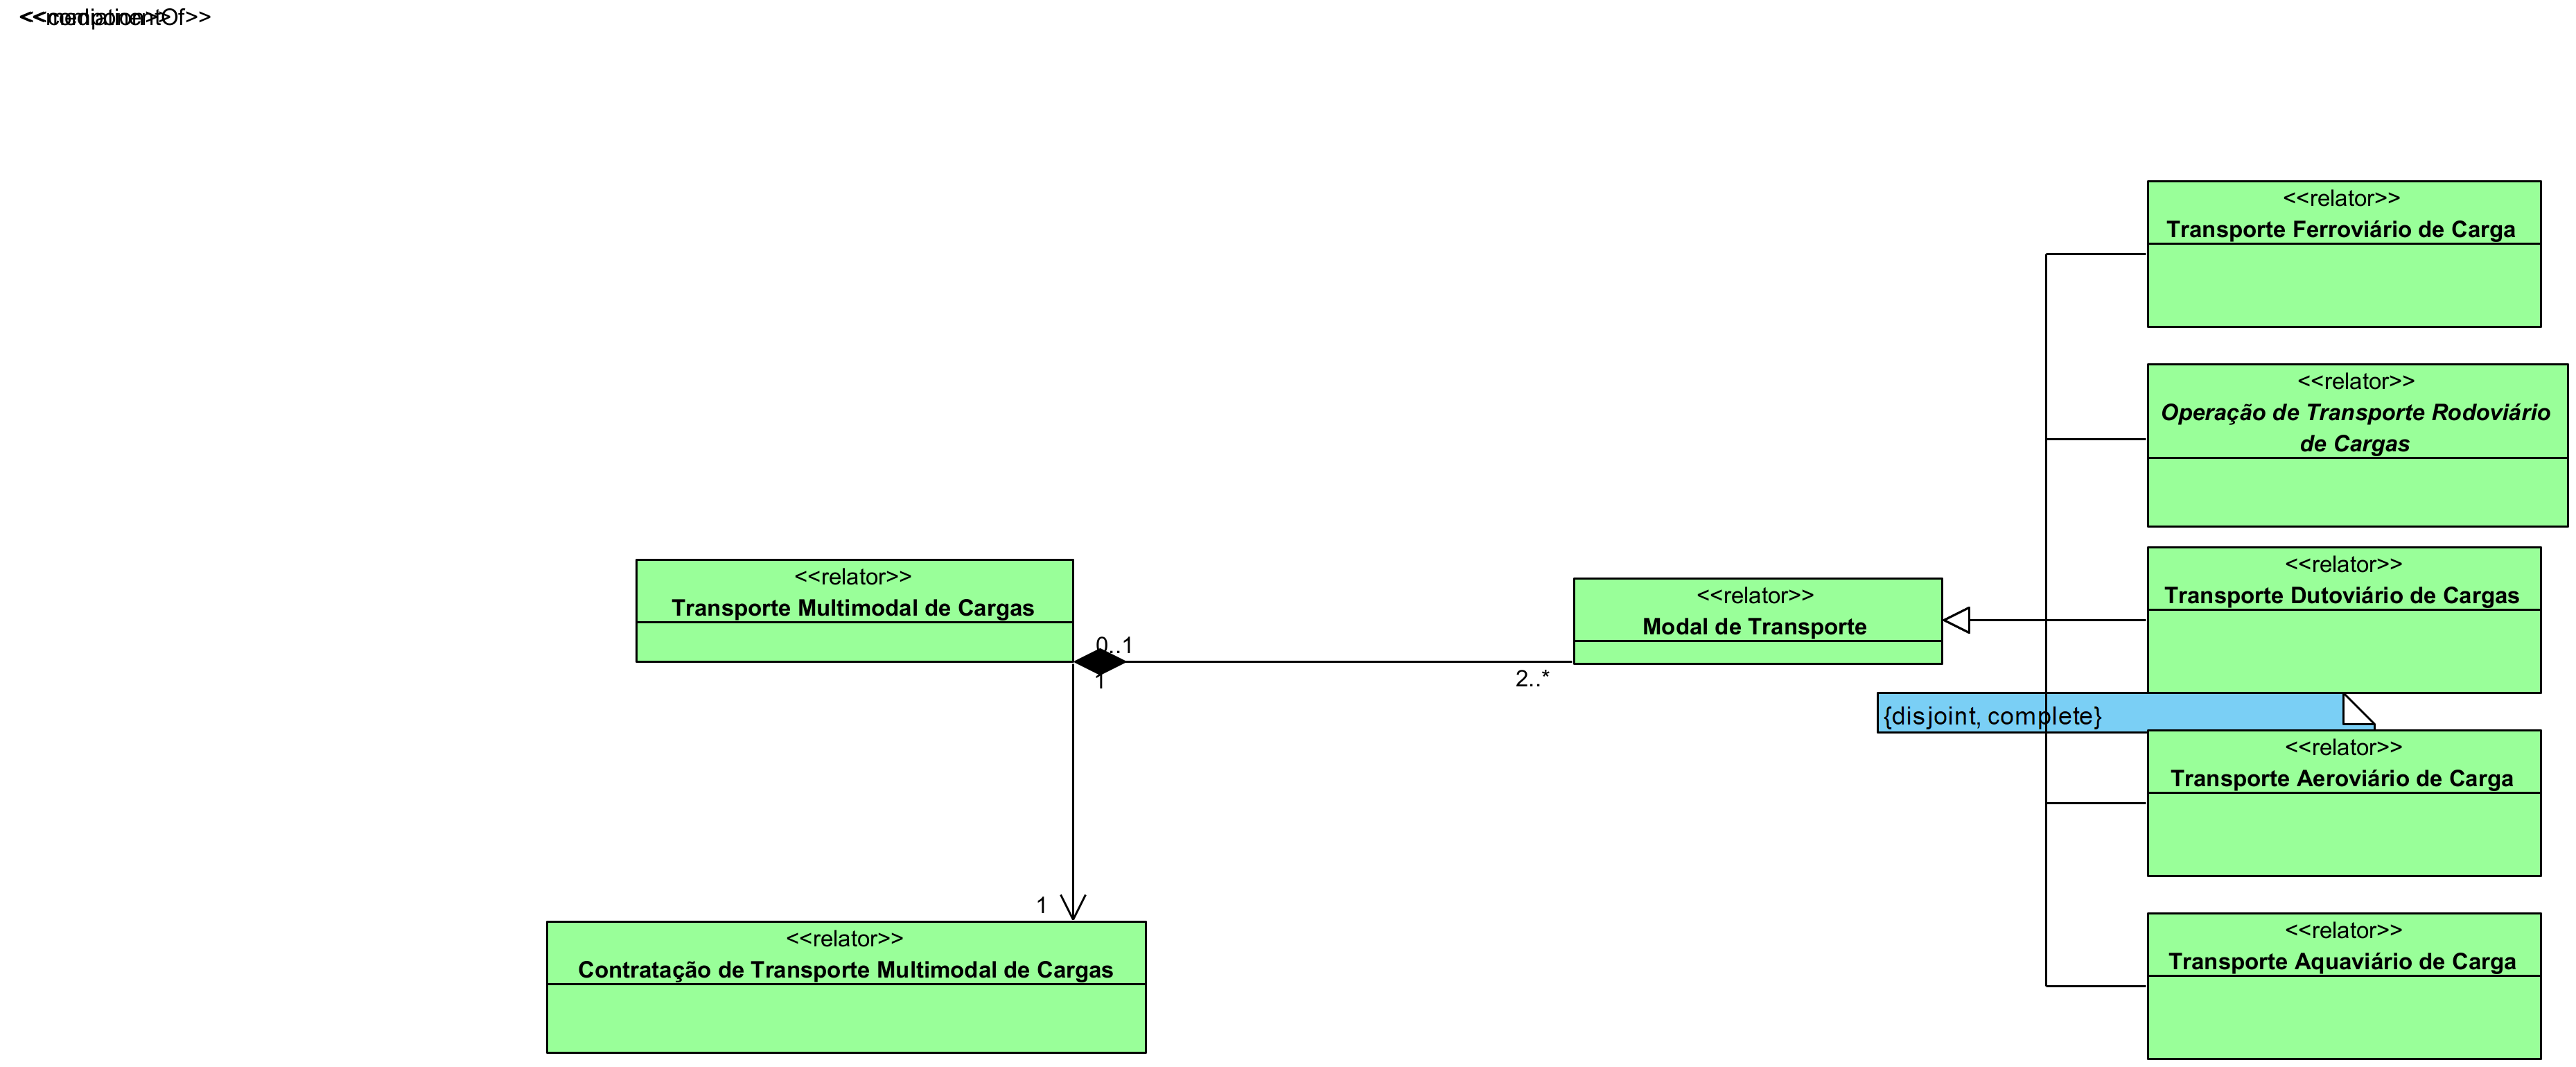 <<mediation>>
<<componentOf>>
<<relator>>
Transporte Ferroviário de Carga
<<relator>>
Operação de Transporte Rodoviário
de Cargas
<<relator>>
Transporte Multimodal de Cargas
<<relator>>
Modal de Transporte
<<relator>>
Transporte Dutoviário de Cargas
0..1
1
2..*
{disjoint, complete}
<<relator>>
Transporte Aeroviário de Carga
1
<<relator>>
Contratação de Transporte Multimodal de Cargas
<<relator>>
Transporte Aquaviário de Carga